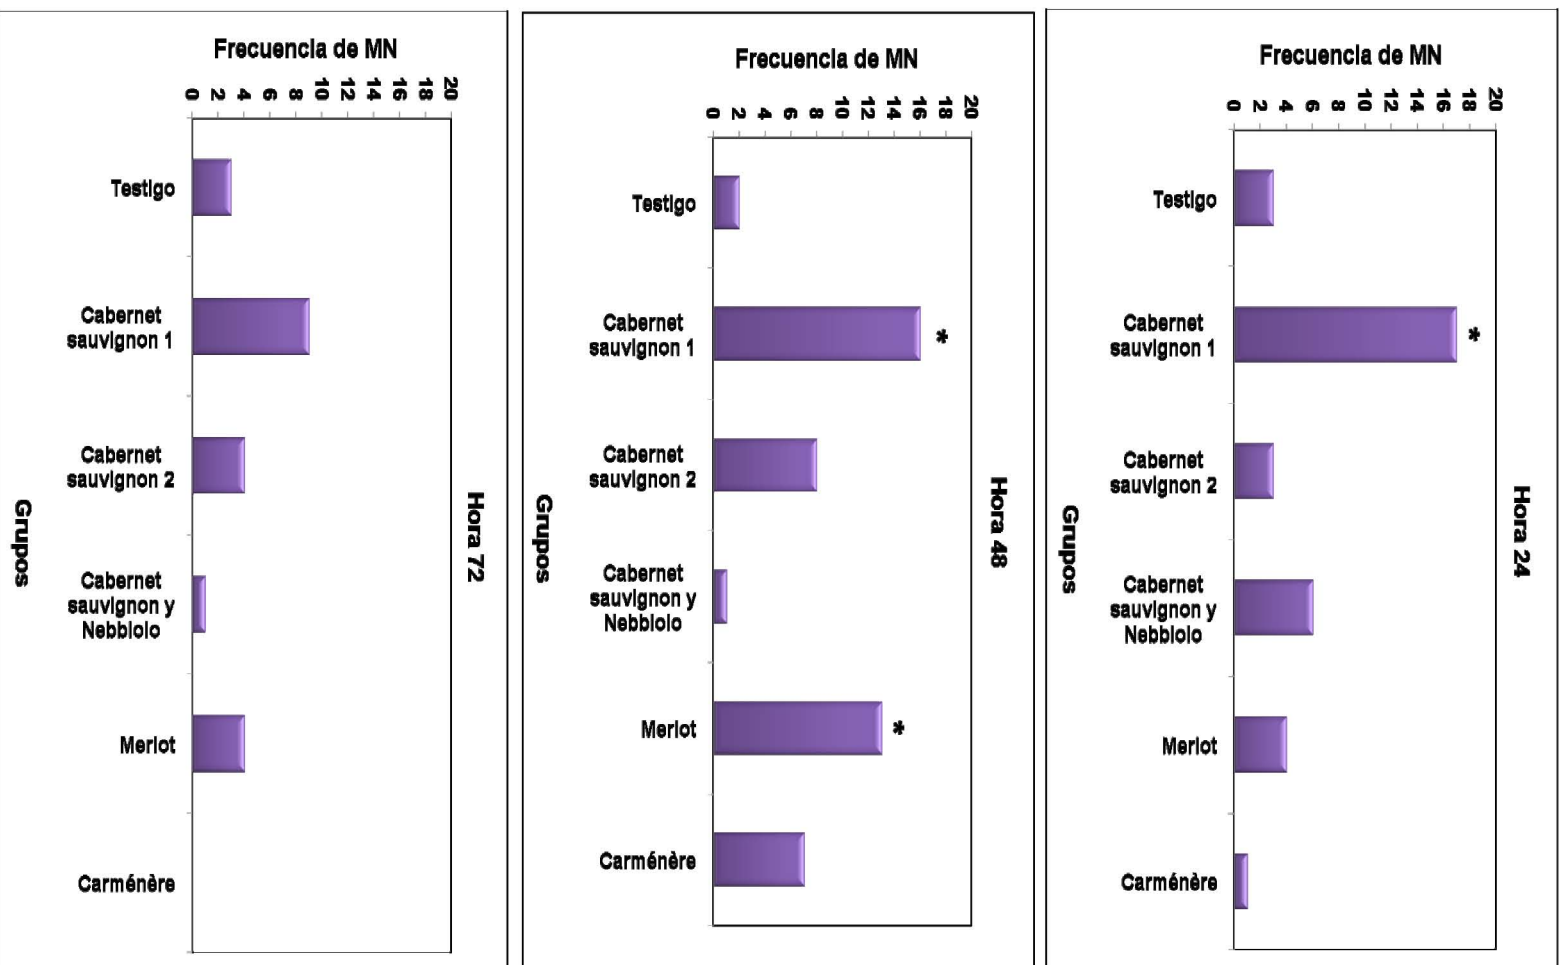 Hora 24
Frecuencia de MN
20
18
16
14
12
10
8
6
4
2
0
*
Testigo
Cabernet
sauvignon 1
Cabernet
sauvignon 2
Cabernet
sauvignon y
Nebbiolo
Merlot
Carménère
Grupos
Hora 48
Frecuencia de MN
20
18
16
14
12
10
8
6
4
2
0
*
*
Testigo
Cabernet
sauvignon 1
Cabernet
sauvignon 2
Cabernet
sauvignon y
Nebbiolo
Merlot
Carménère
Grupos
Hora 72
Frecuencia de MN
20
18
16
14
12
10
8
6
4
2
0
Testigo
Cabernet
sauvignon 1
Cabernet
sauvignon 2
Cabernet
sauvignon y
Nebbiolo
Merlot
Carménère
Grupos